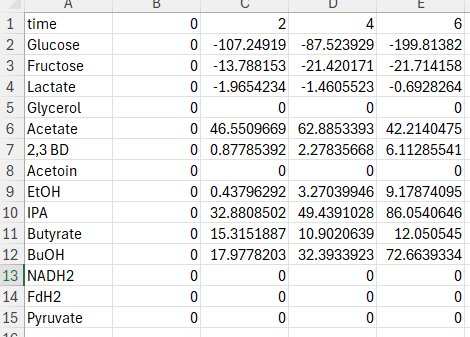 A B C D E
1 time 0 2 4 6
2 Glucose 0 -107.24919 -87.523929 -199.81382
3 Fructose 0 -13.788153 -21.420171 -21.714158
4 Lactate 0 -1.9654234 -1.4605523 -0.6928264
5 Glycerol 0 0 0 0
6 Acetate 0 46.5509669 62.8853393 42.2140475
7 2,3 BD 0 0.87785392 2.27835668 6.11285541
8 Acetoin 0 0 0 0
9 EtOH 0 0.43796292 3.27039946 9.17874095
10 IPA 0 32.8808502 49.4391028 86.0540646
11 Butyrate 0 15.3151887 10.9020639 12.050545
12 BuOH 0 17.9778203 32.3933923 72.6639334
13 NADH2 0 0 0 0
14 FdH2 0 0 0 0
15 Pyruvate 0 0 0 0